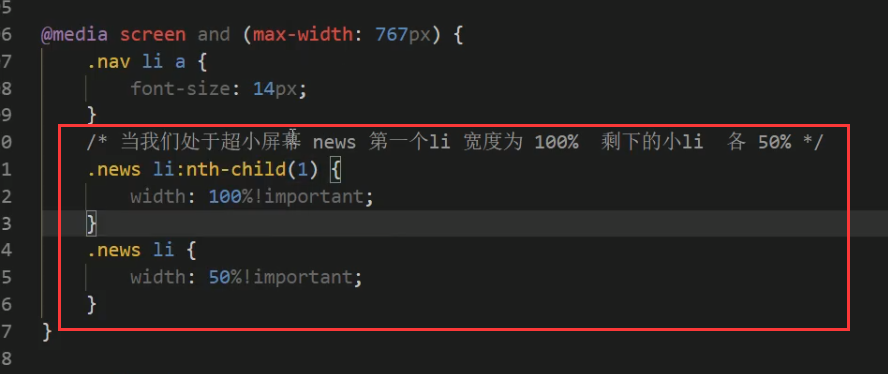 5
6 @media screen and (max-width: 767px) {
7 .nav li a {
8 font-size: 14px;
9 }
0 /* 当我们处于超小屏幕 news 第一个li 宽度为 100% 剩下的小li 各 50% */
1 .news li:nth-child(1) {
2 width: 100%!important;
3 }
4 .news li {
5 width: 50%!important;
6 }
7 }
8